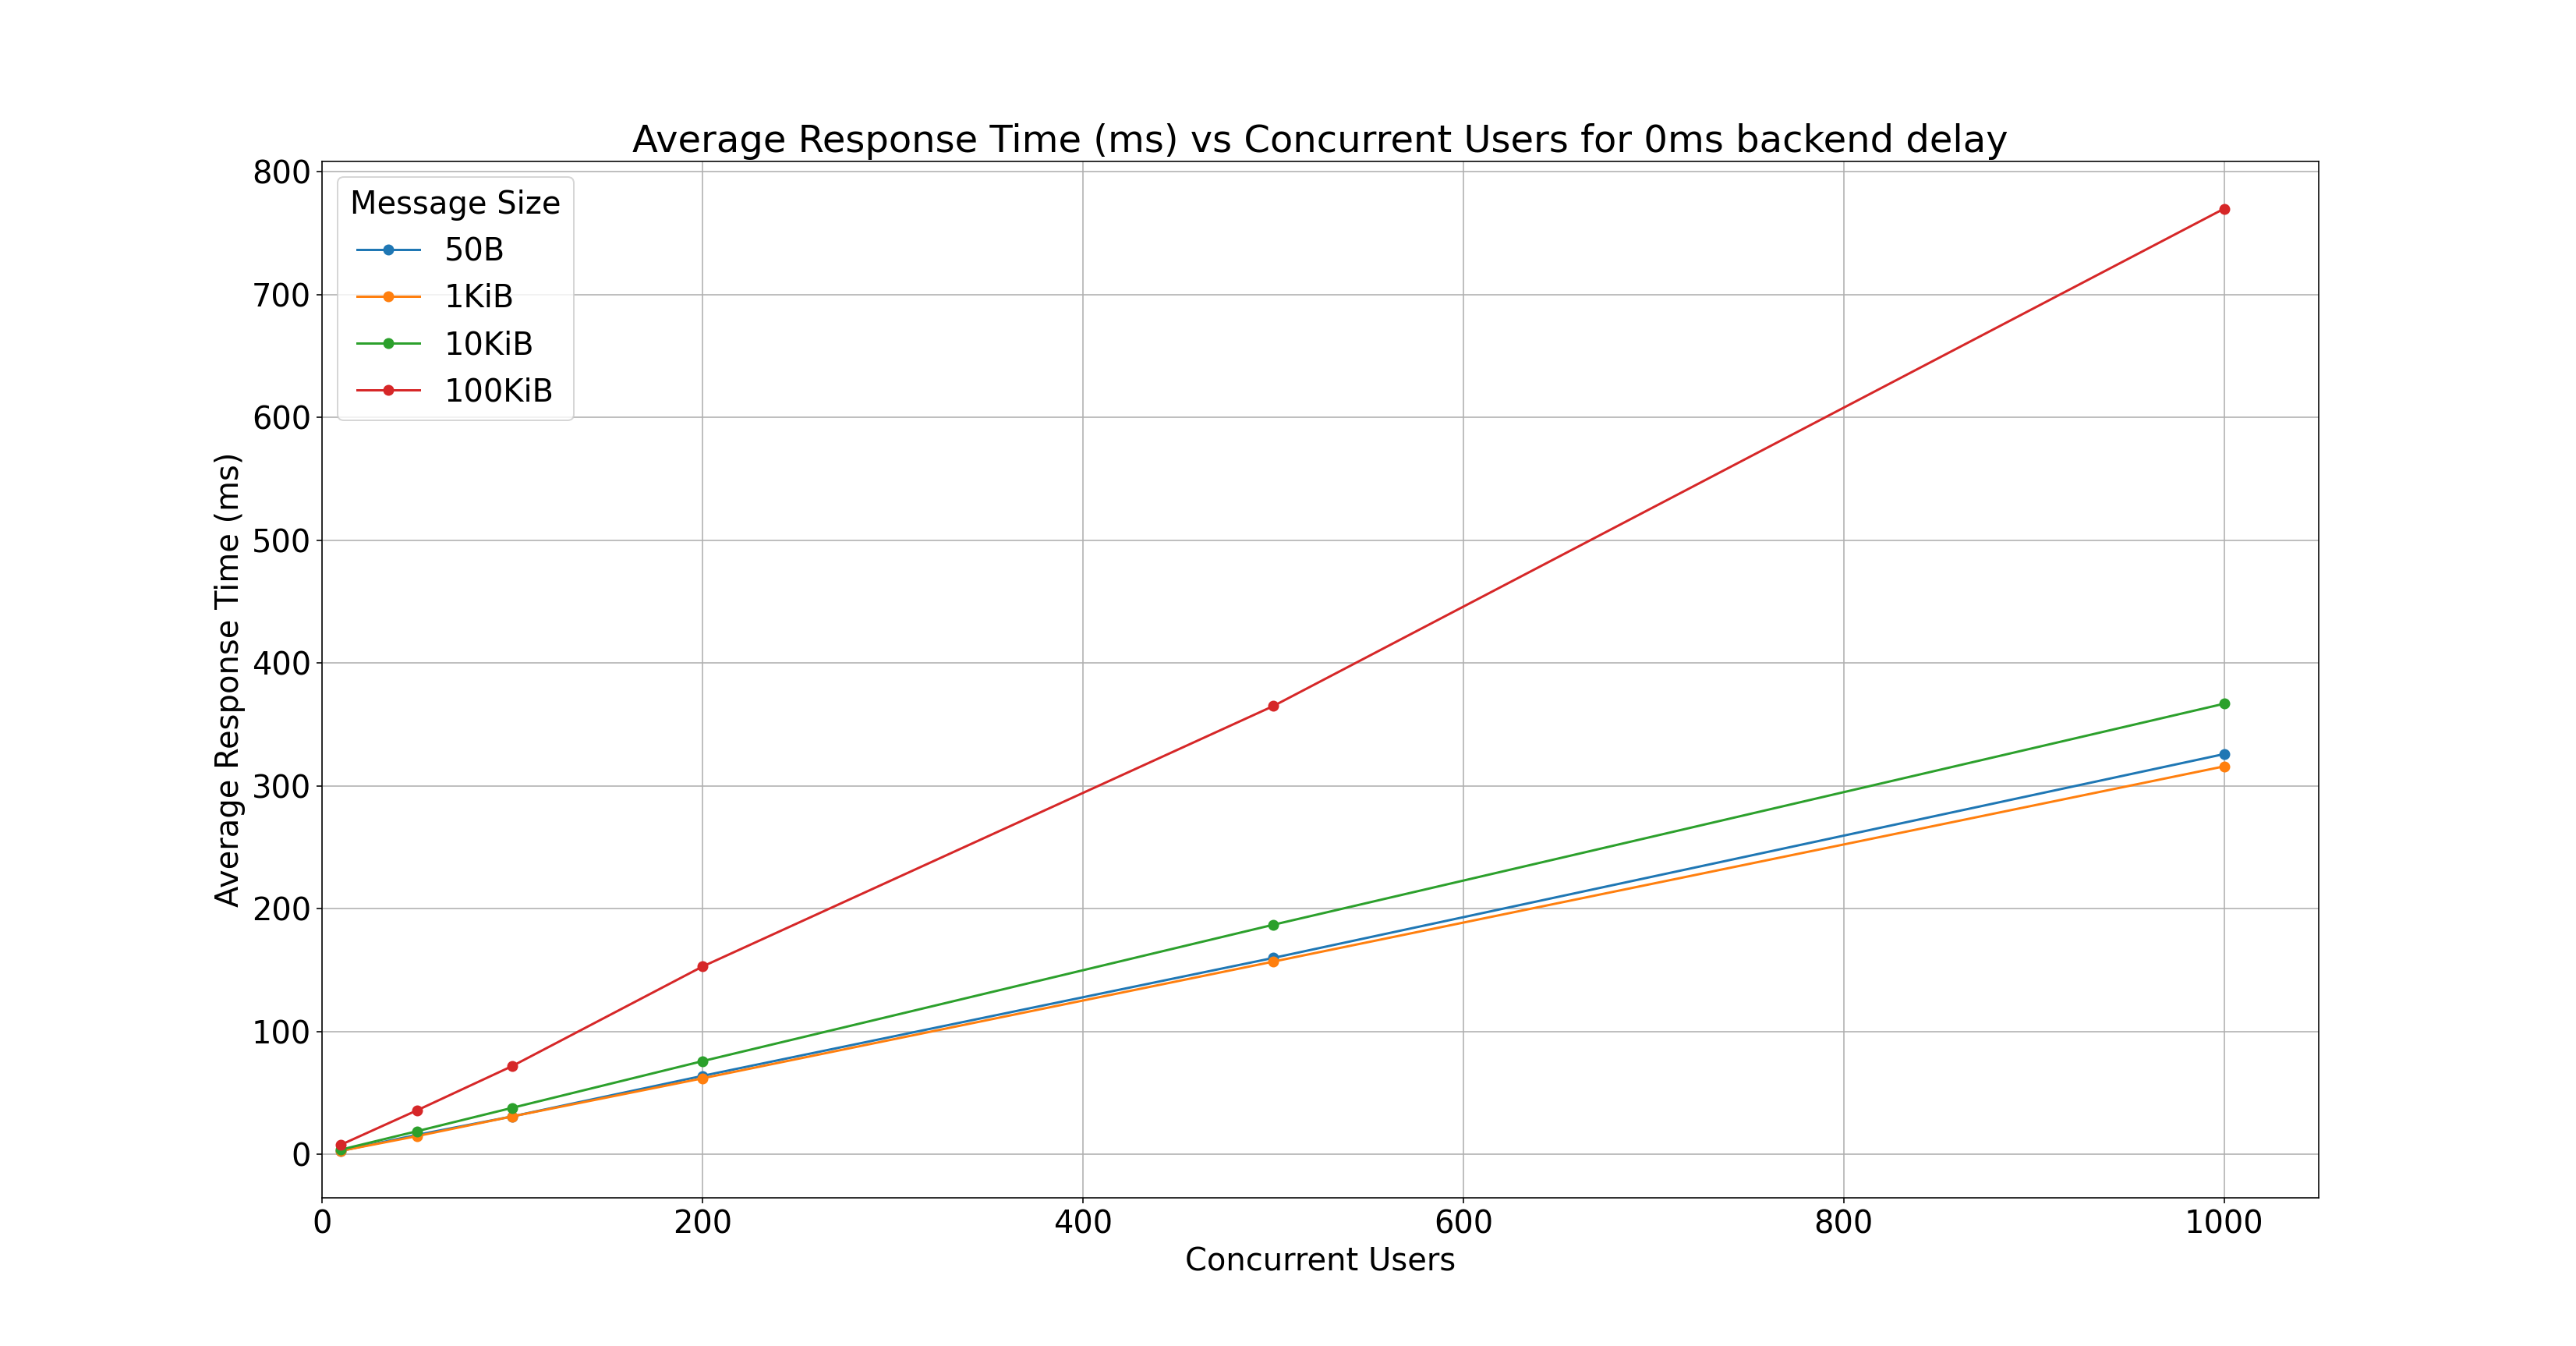 Average Response Time (ms) vs Concurrent Users for 0ms backend delay
800
700
600
500
400
300
200
100
0
Average Response Time (ms)
Message Size
50B
1KiB
10KiB
100KiB
0 200 400 600 800 1000
Concurrent Users